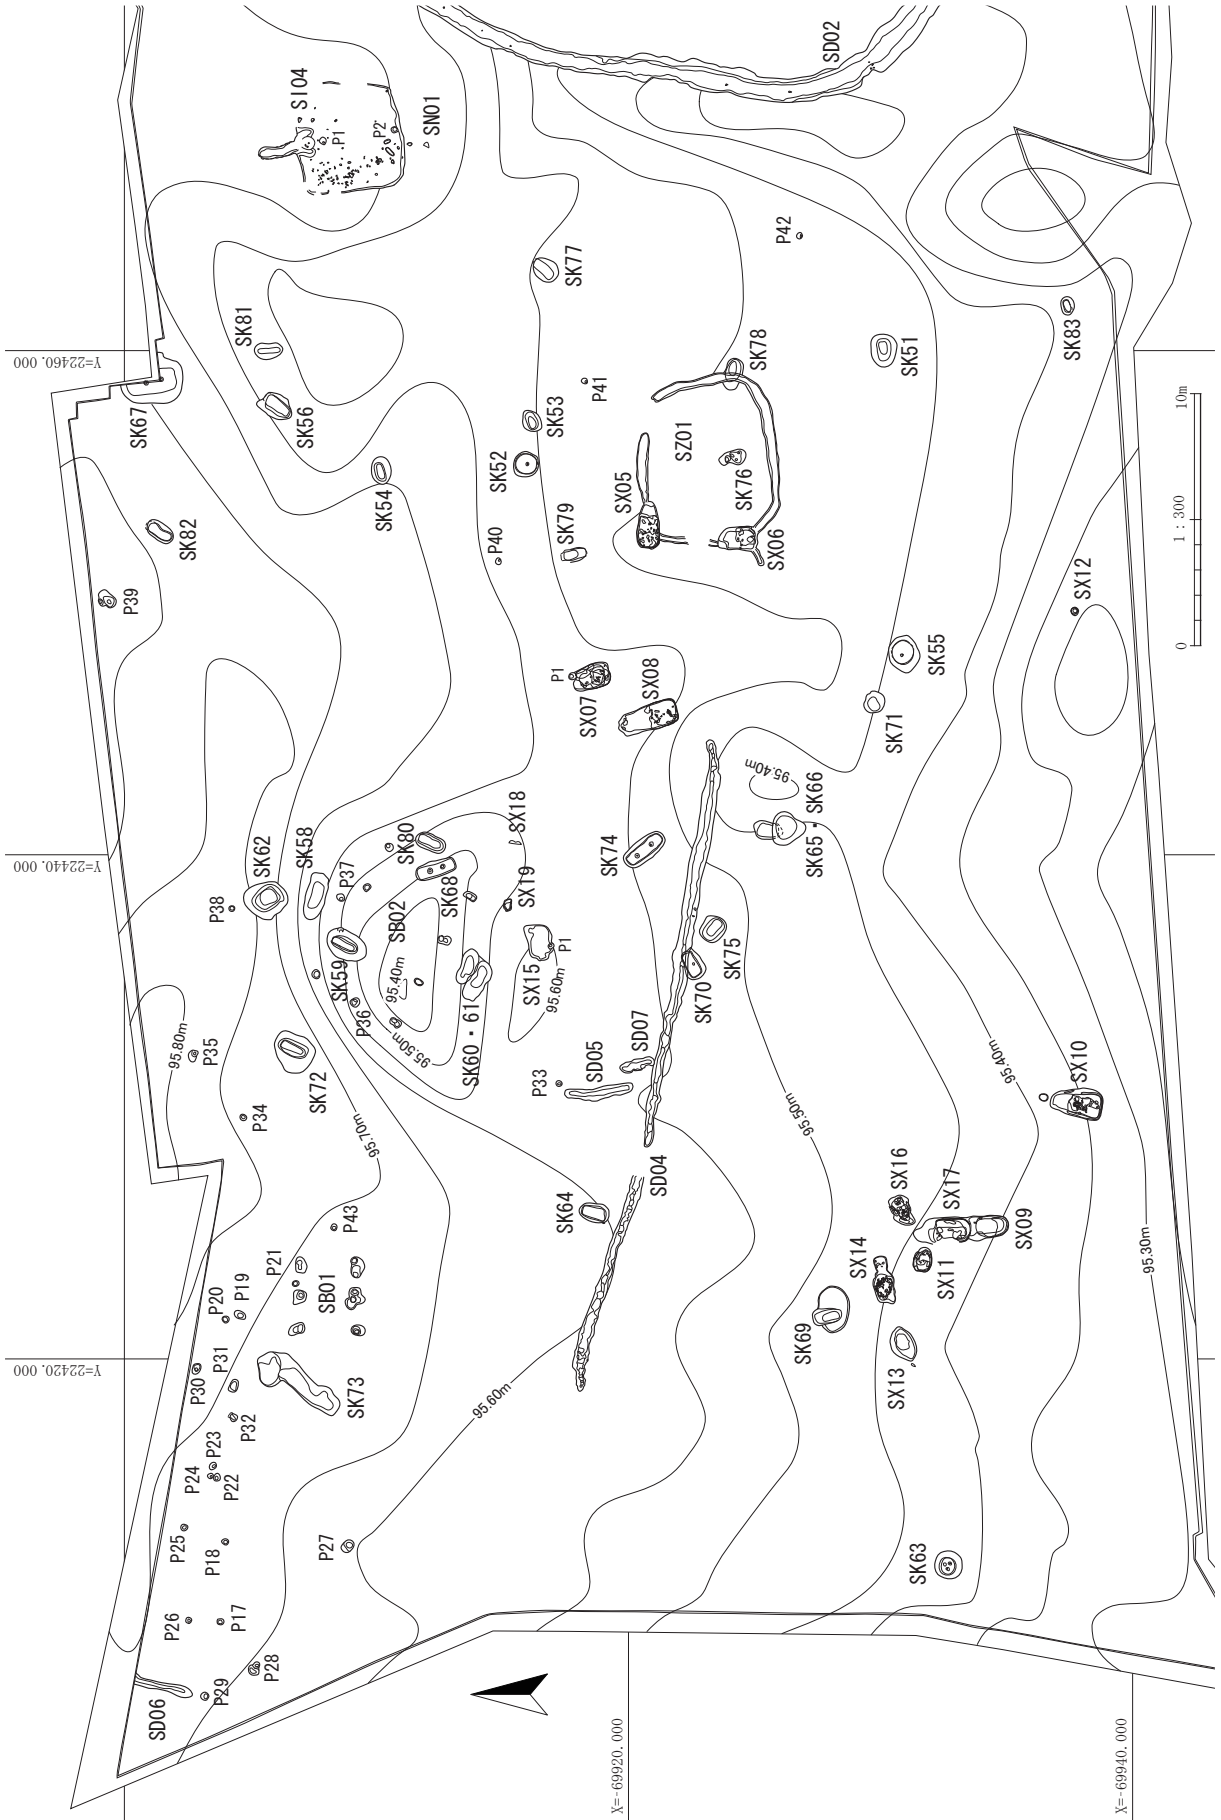 SD02
SI04
P1
P2
SN01
P42
SK77
SK81
Y=22460.000
SK83
SK51
SK78
P41
SK67
SK56
SK53
SZ01
10m
SK52
SK76
SK54
SX05
SK82
SK79
P40
SX06
1 : 300
P39
SX12
0
P1
SX07
SX08
SK55
SK71
95.40m
SK66
SK65
SK74
SX18
SK80
SK58
SK62
Y=22440.000
P37
P38
SX19
SK68
SB02
SK59
95.40m
SX15
P1
95.60m
SK75
SK70
P36
95.50m
SK60・61
95.80m
P35
SK72
SD07
SD05
P33
95.40m
SX10
P34
95.70m
95.50m
SD04
SK64
SX16
SX17
SX09
P43
P21
SB01
SX14
SX11
95.30m
P20
P19
SK69
SX13
Y=22420.000
P31
P30
SK73
95.60m
P32
P23
P24
P22
P25
P18
P27
SK63
P26
P17
P28
P29
SD06
X=-69920.000
X=-69940.000